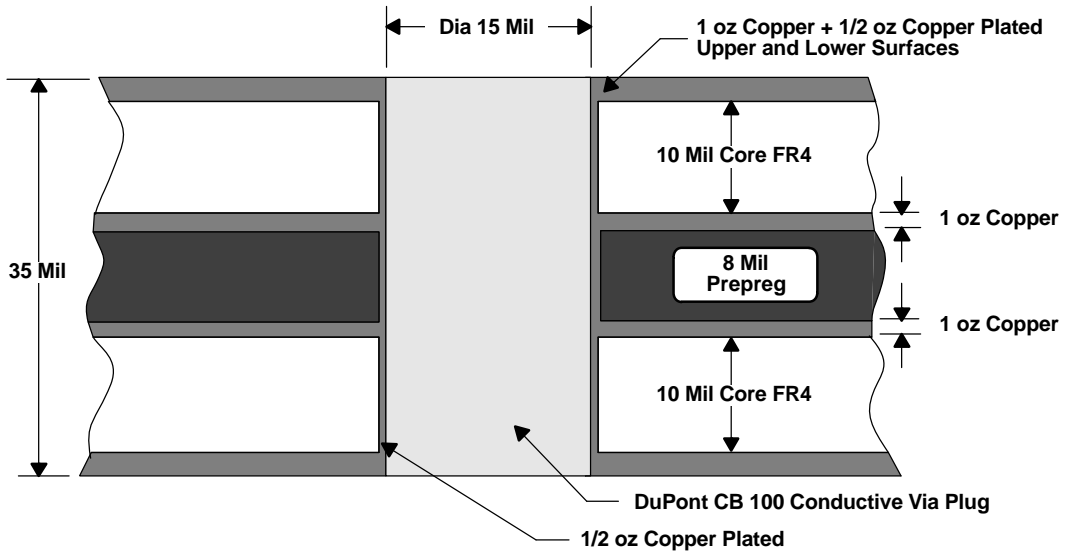 Dia 15 Mil
1 oz Copper + 1/2 oz Copper Plated
Upper and Lower Surfaces
10 Mil Core FR4
1 oz Copper
35 Mil
8 Mil
Prepreg
1 oz Copper
10 Mil Core FR4
DuPont CB 100 Conductive Via Plug
1/2 oz Copper Plated